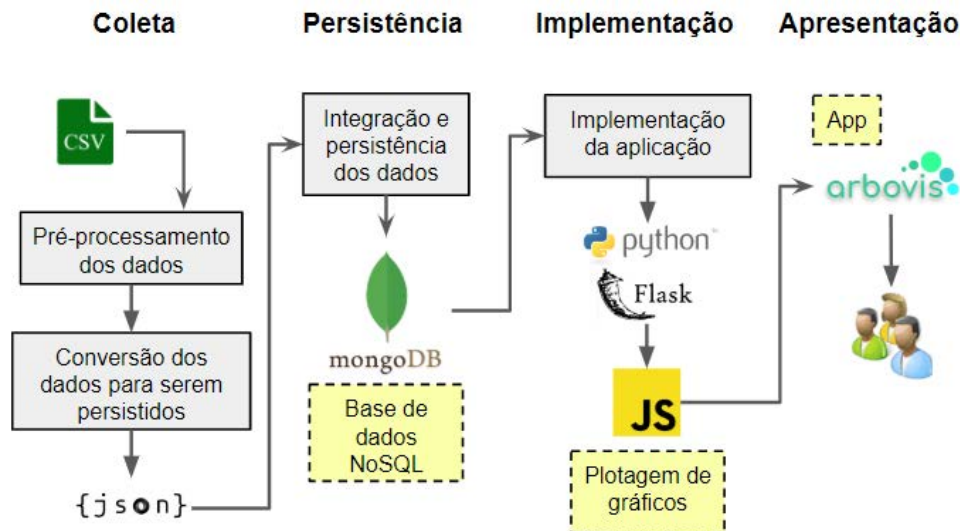 Coleta
Persistência
Implementação
Apresentação
CSV
Pré-processamento
dos dados
Conversão dos
dados para serem
persistidos
{json}
Integração e
persistência
dos dados
mongoDB
Base de
dados
NoSQL
Implementação
da aplicação
python™
Flask
JS
Plotagem de
gráficos
App
arbovis